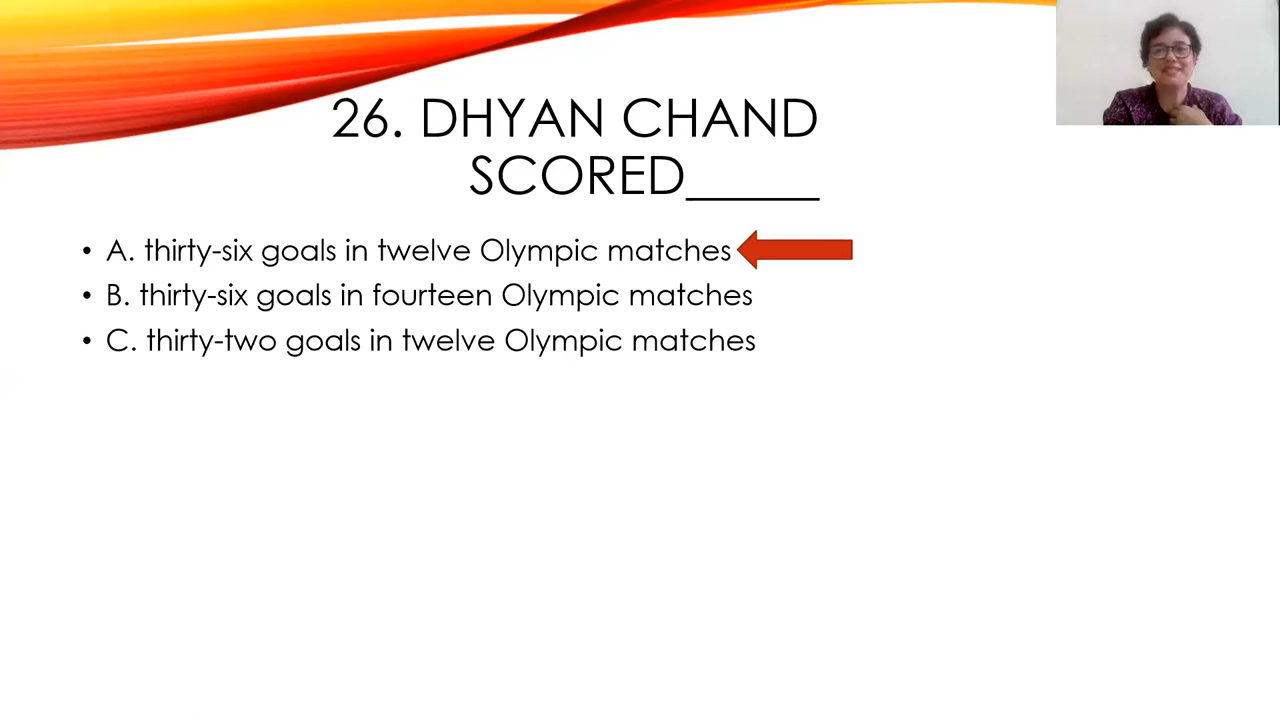 26. DHYAN CHAND
SCORED_____
• A. thirty-six goals in twelve Olympic matches
• B. thirty-six goals in fourteen Olympic matches
• C. thirty-two goals in twelve Olympic matches